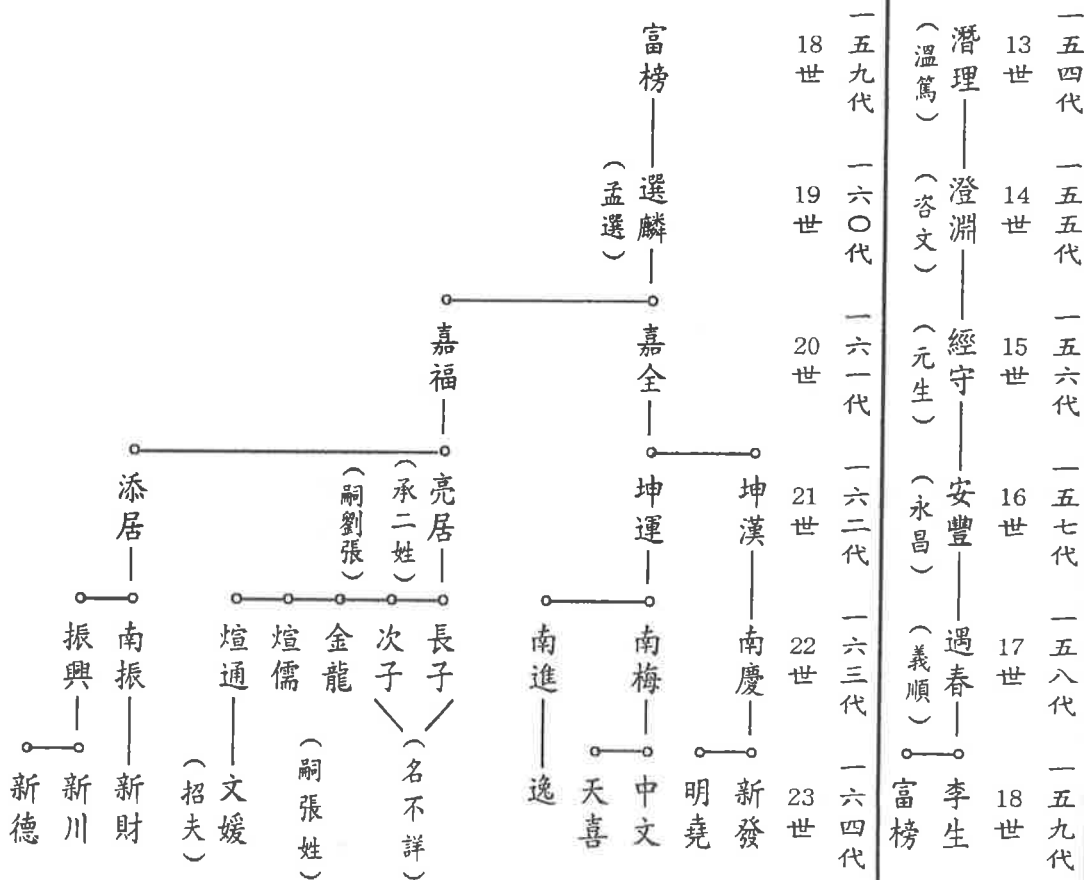 一五四代 一五五代 一五六代 一五七代 一五八代 一五九代
13世 14世 15世 16世 17世 18世
潛理 澄淵 經守 安豐 遇春 李生
(溫篤) (咨文) (元生) (永昌) (義順) 富榜
一五九代 一六〇代 一六一代 一六二代 一六三代 一六四代
18世 19世 20世 21世 22世 23世
富榜
選麟
(孟選)
嘉全 嘉福
坤漢 坤運 亮居 添居
(承二姓)
(嗣劉張)
南慶 南梅 南進 長子 次子 金龍 煊儒 煊通 南振 振興
新發 明堯 中文 天喜 逸 (名不詳) (嗣張姓) 文媛 (招夫) 新財 新川 新德